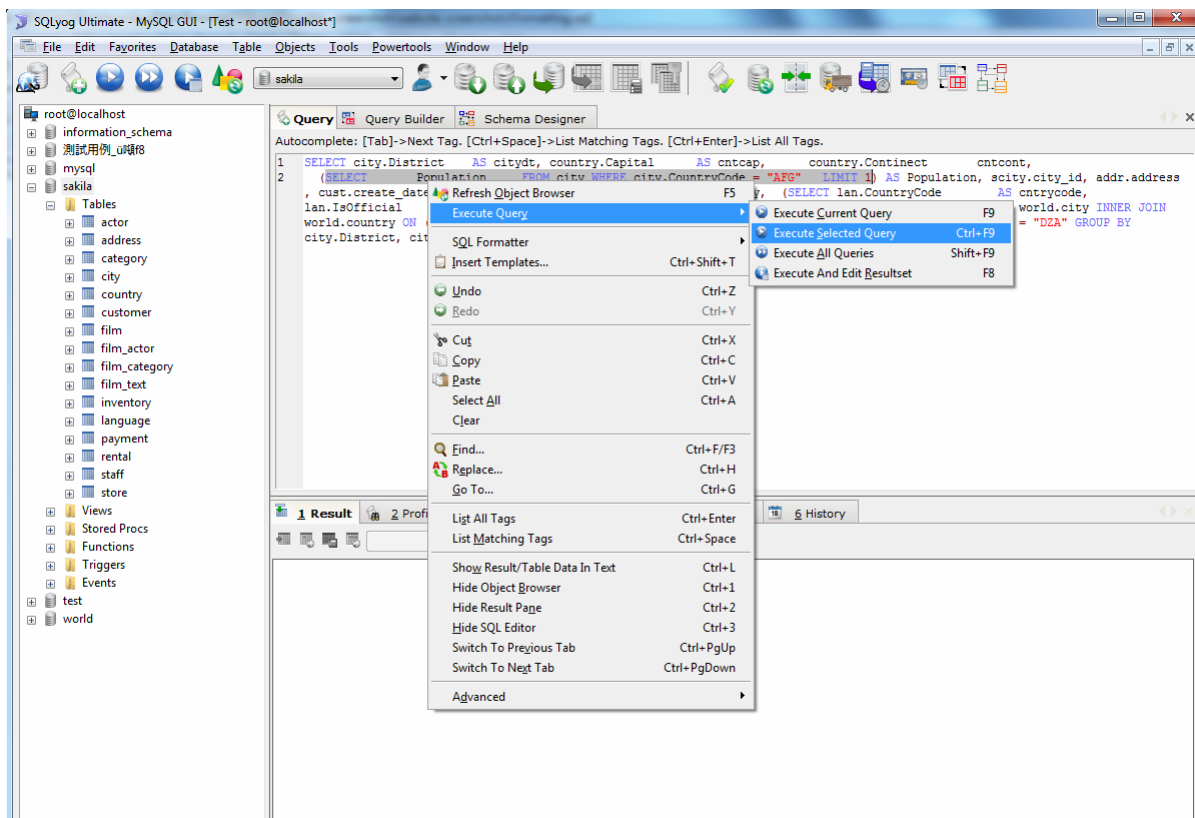 SQLyog Ultimate - MySQL GUI - [Test - root@localhost*]
File Edit Favorites Database Table Objects Tools Powertools Window Help
sakila
root@localhost
information_schema
測試用例_ü嘖f8
mysql
sakila
Tables
actor
address
category
city
country
customer
film
film_actor
film_category
film_text
inventory
language
payment
rental
staff
store
Views
Stored Procs
Functions
Triggers
Events
test
world
Query Query Builder Schema Designer
Autocomplete: [Tab]->Next Tag. [Ctrl+Space]->List Matching Tags. [Ctrl+Enter]->List All Tags.
1 SELECT city.District AS citydt, country.Capital AS cntcap, country.Continect cntcont,
2 (SELECT Population FROM city WHERE city.CountryCode = "AFG" LIMIT 1) AS Population, scity.city_id, addr.address
, cust.create_date , (SELECT lan.CountryCode AS cntrycode,
lan.IsOfficial world.city INNER JOIN
world.country ON = "DZA" GROUP BY
city.District, cit
Refresh Object Browser F5
Execute Query
SQL Formatter
Insert Templates... Ctrl+Shift+T
Undo Ctrl+Z
Redo Ctrl+Y
Cut Ctrl+X
Copy Ctrl+C
Paste Ctrl+V
Select All Ctrl+A
Clear
Find... Ctrl+F/F3
Replace... Ctrl+H
Go To... Ctrl+G
List All Tags Ctrl+Enter
List Matching Tags Ctrl+Space
Show Result/Table Data In Text Ctrl+L
Hide Object Browser Ctrl+1
Hide Result Pane Ctrl+2
Hide SQL Editor Ctrl+3
Switch To Previous Tab Ctrl+PgUp
Switch To Next Tab Ctrl+PgDown
Advanced
Execute Current Query F9
Execute Selected Query Ctrl+F9
Execute All Queries Shift+F9
Execute And Edit Resultset F8
1 Result 2 Profi 6 History